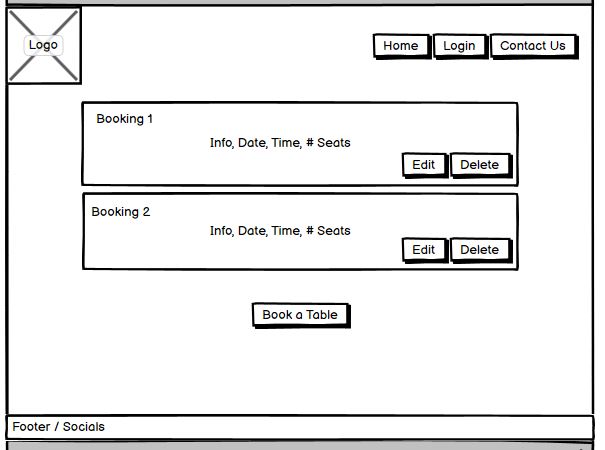 Logo
Home Login Contact Us
Booking 1
Info, Date, Time, # Seats
Edit Delete
Booking 2
Info, Date, Time, # Seats
Edit Delete
Book a Table
Footer / Socials